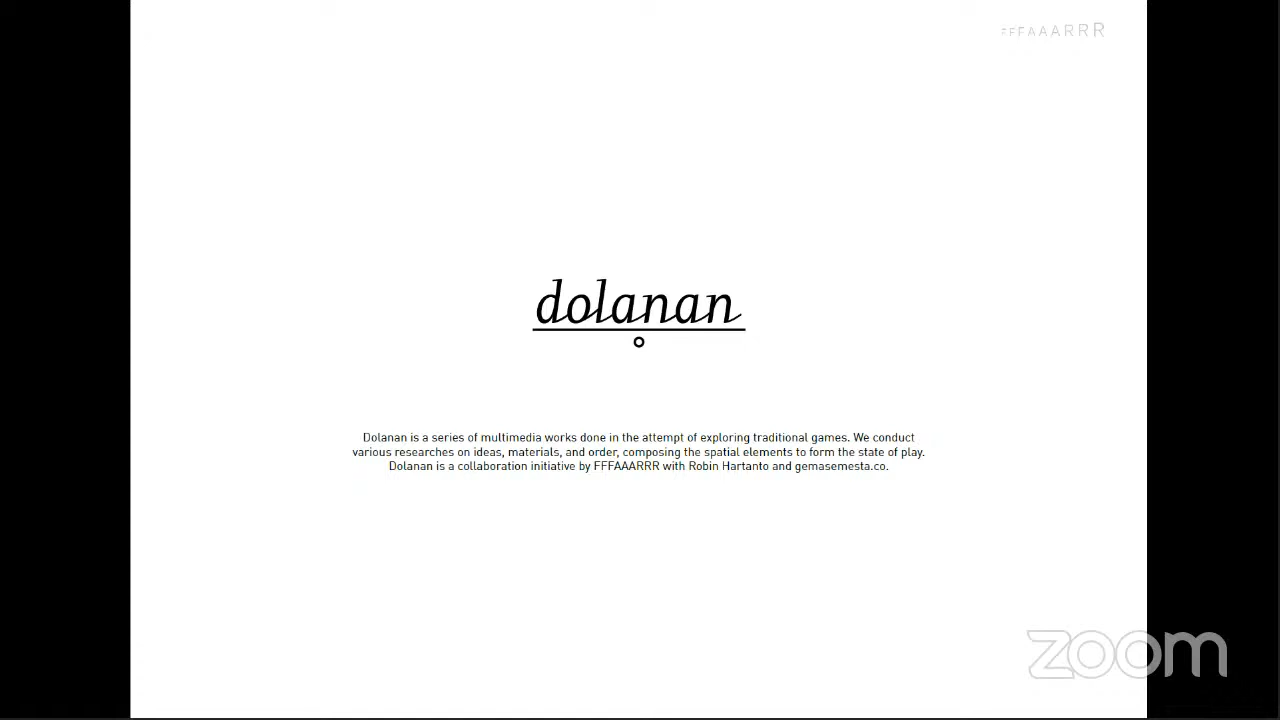 FFFAAARRR
dolanan
Dolanan is a series of multimedia works done in the attempt of exploring traditional games. We conduct
various researches on ideas, materials, and order, composing the spatial elements to form the state of play.
Dolanan is a collaboration initiative by FFFAAARRR with Robin Hartanto and gemasemesta.co.
zoom